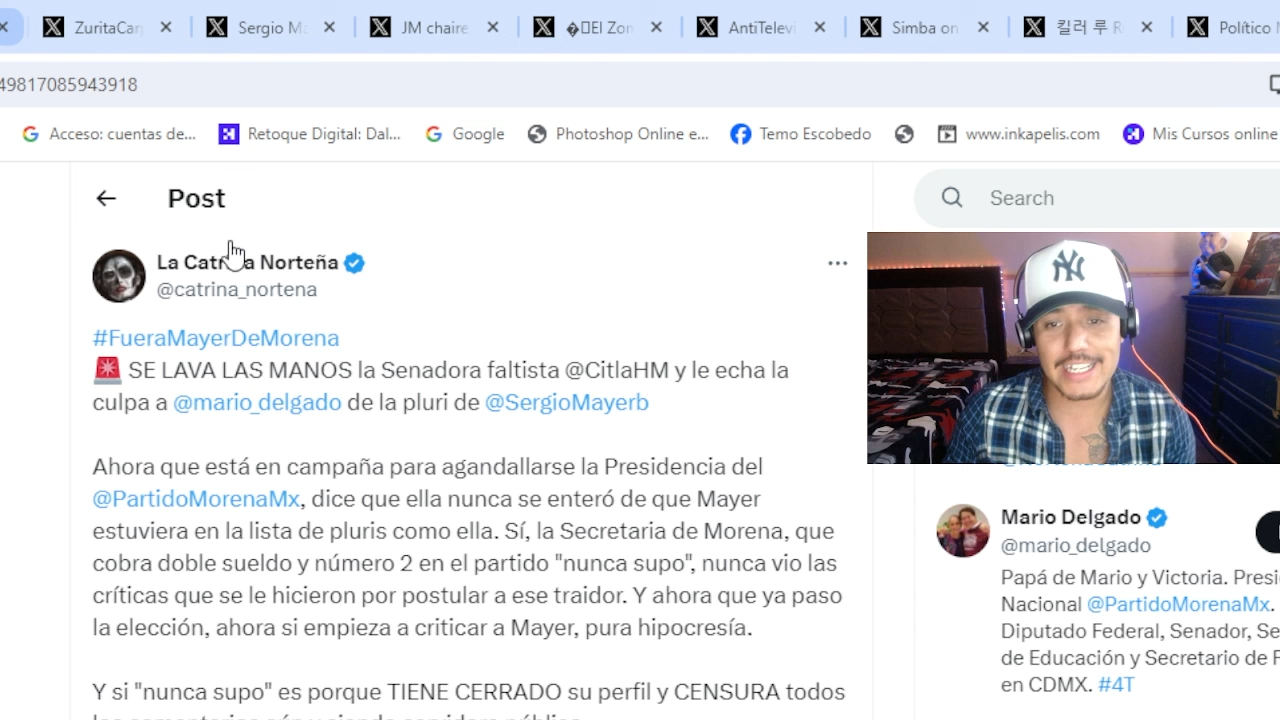 ZuritaCar
Sergio Ma
JM chaire
El Zon
AntiTelevi
Simba on
킬러 루 R
Político
49817085943918
Acceso: cuentas de...
Retoque Digital: Dal...
Google
Photoshop Online e...
Temo Escobedo
www.inkapelis.com
Mis Cursos online
Post
Search
La Catrina Norteña
@catrina_nortena
#FueraMayerDeMorena
SE LAVA LAS MANOS la Senadora faltista @CitlaHM y le echa la
culpa a @mario_delgado de la pluri de @SergioMayerb
Ahora que está en campaña para agandallarse la Presidencia del
@PartidoMorenaMx, dice que ella nunca se enteró de que Mayer
estuviera en la lista de pluris como ella. Sí, la Secretaria de Morena, que
cobra doble sueldo y número 2 en el partido "nunca supo", nunca vio las
críticas que se le hicieron por postular a ese traidor. Y ahora que ya paso
la elección, ahora si empieza a criticar a Mayer, pura hipocresía.
Y si "nunca supo" es porque TIENE CERRADO su perfil y CENSURA todos
NY
Mario Delgado
@mario_delgado
Papá de Mario y Victoria. Presi
Nacional @PartidoMorenaMx.
Diputado Federal, Senador, Se
de Educación y Secretario de F
en CDMX. #4T